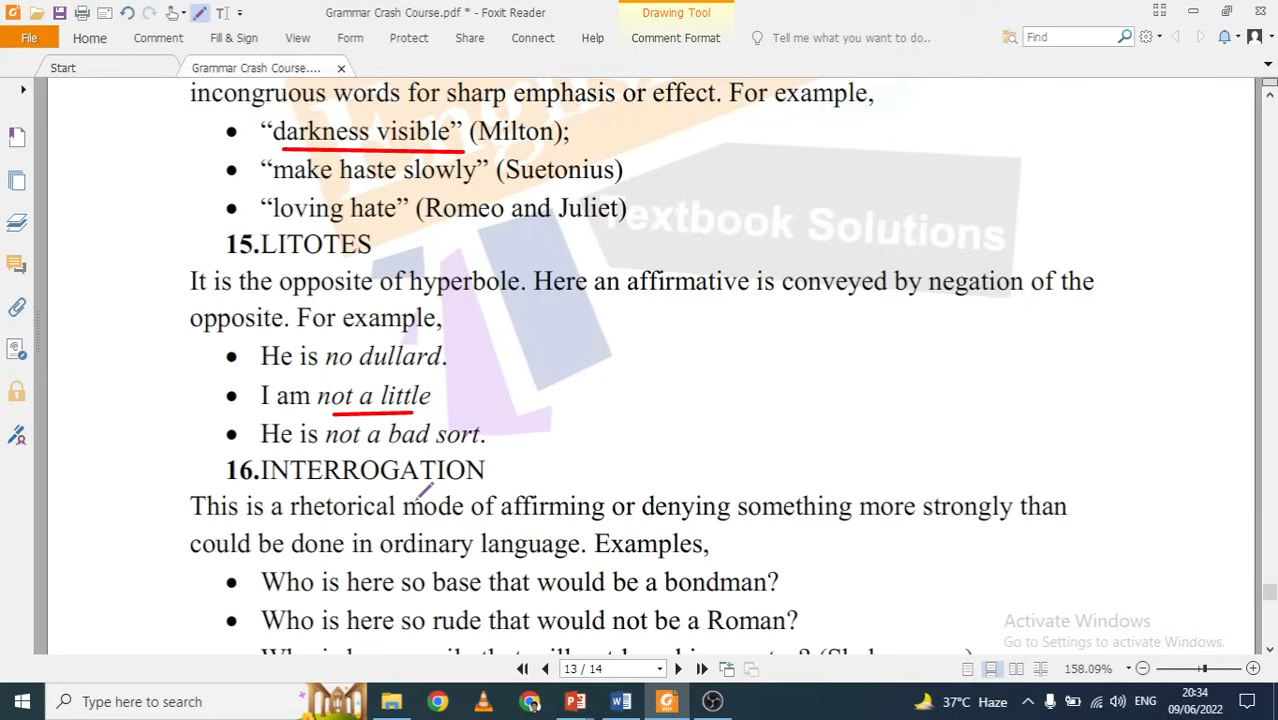 Grammar Crash Course.pdf * - Foxit Reader
Drawing Tool
File Home Comment Fill & Sign View Form Protect Share Connect Help Comment Format Tell me what you want to do.. Find
Start Grammar Crash Course....
incongruous words for sharp emphasis or effect. For example,
• “darkness visible” (Milton);
• “make haste slowly” (Suetonius)
• “loving hate” (Romeo and Juliet)
Textbook Solutions
15.LITOTES
It is the opposite of hyperbole. Here an affirmative is conveyed by negation of the
opposite. For example,
• He is no dullard.
• I am not a little
• He is not a bad sort.
16.INTERROGATION
This is a rhetorical mode of affirming or denying something more strongly than
could be done in ordinary language. Examples,
• Who is here so base that would be a bondman?
• Who is here so rude that would not be a Roman?
Activate Windows
Go to Settings to activate Windows.
13 / 14 158.09%
Type here to search 37°C Haze ENG 20:34
09/06/2022